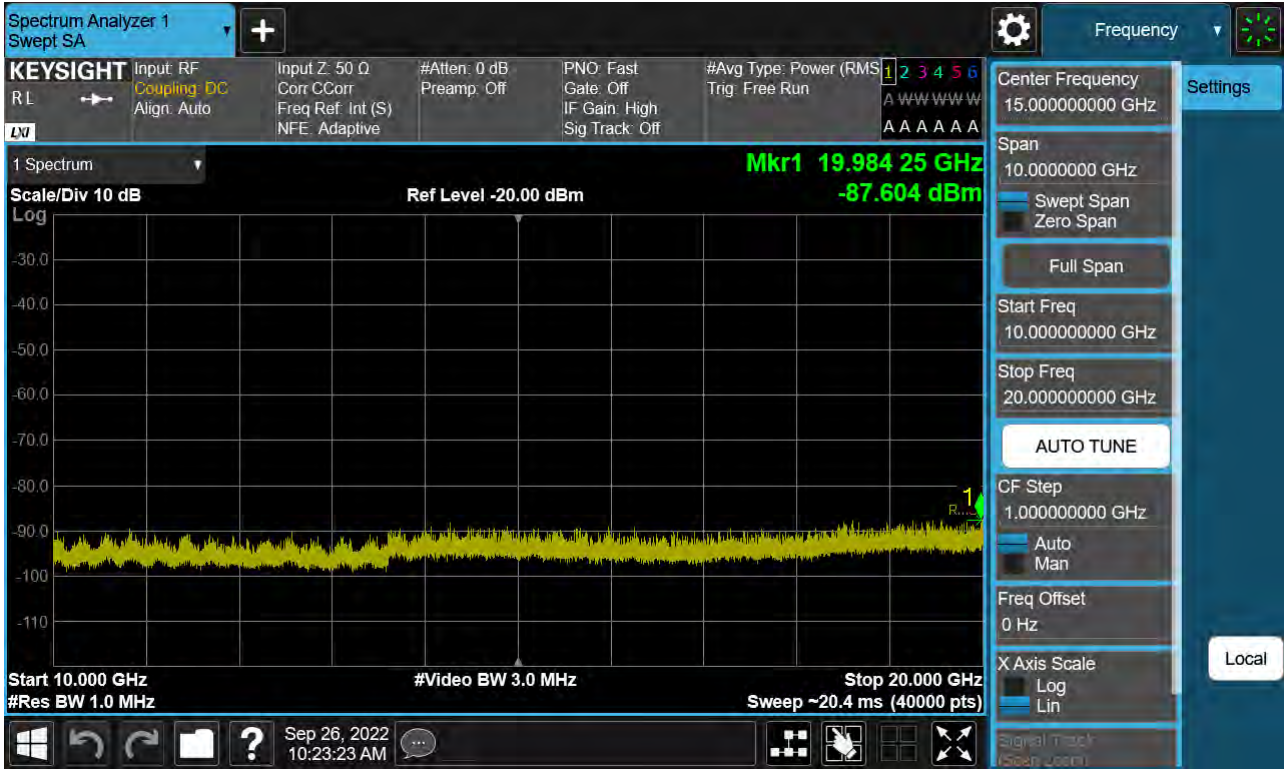 Spectrum Analyzer 1
Swept SA
+
Frequency
KEYSIGHT
RL
LXI
Input: RF
Coupling: DC
Align: Auto
Input Z: 50 Ω
Corr CCorr
Freq Ref: Int (S)
NFE: Adaptive
#Atten: 0 dB
Preamp: Off
PNO: Fast
Gate: Off
IF Gain: High
Sig Track: Off
#Avg Type: Power (RMS
Trig: Free Run
1 2 3 4 5 6
A W W W W W
A A A A A A
1 Spectrum
Scale/Div 10 dB
Log
Ref Level -20.00 dBm
Mkr1 19.984 25 GHz
-87.604 dBm
-30.0
-40.0
-50.0
-60.0
-70.0
-80.0
-90.0
-100
-110
1
R...S
Start 10.000 GHz
#Res BW 1.0 MHz
#Video BW 3.0 MHz
Stop 20.000 GHz
Sweep ~20.4 ms (40000 pts)
Center Frequency
15.000000000 GHz
Span
10.0000000 GHz
Swept Span
Zero Span
Full Span
Start Freq
10.000000000 GHz
Stop Freq
20.000000000 GHz
AUTO TUNE
CF Step
1.000000000 GHz
Auto
Man
Freq Offset
0 Hz
X Axis Scale
Log
Lin
Signal Track
(Span Zoom)
Settings
Local
?
Sep 26, 2022
10:23:23 AM